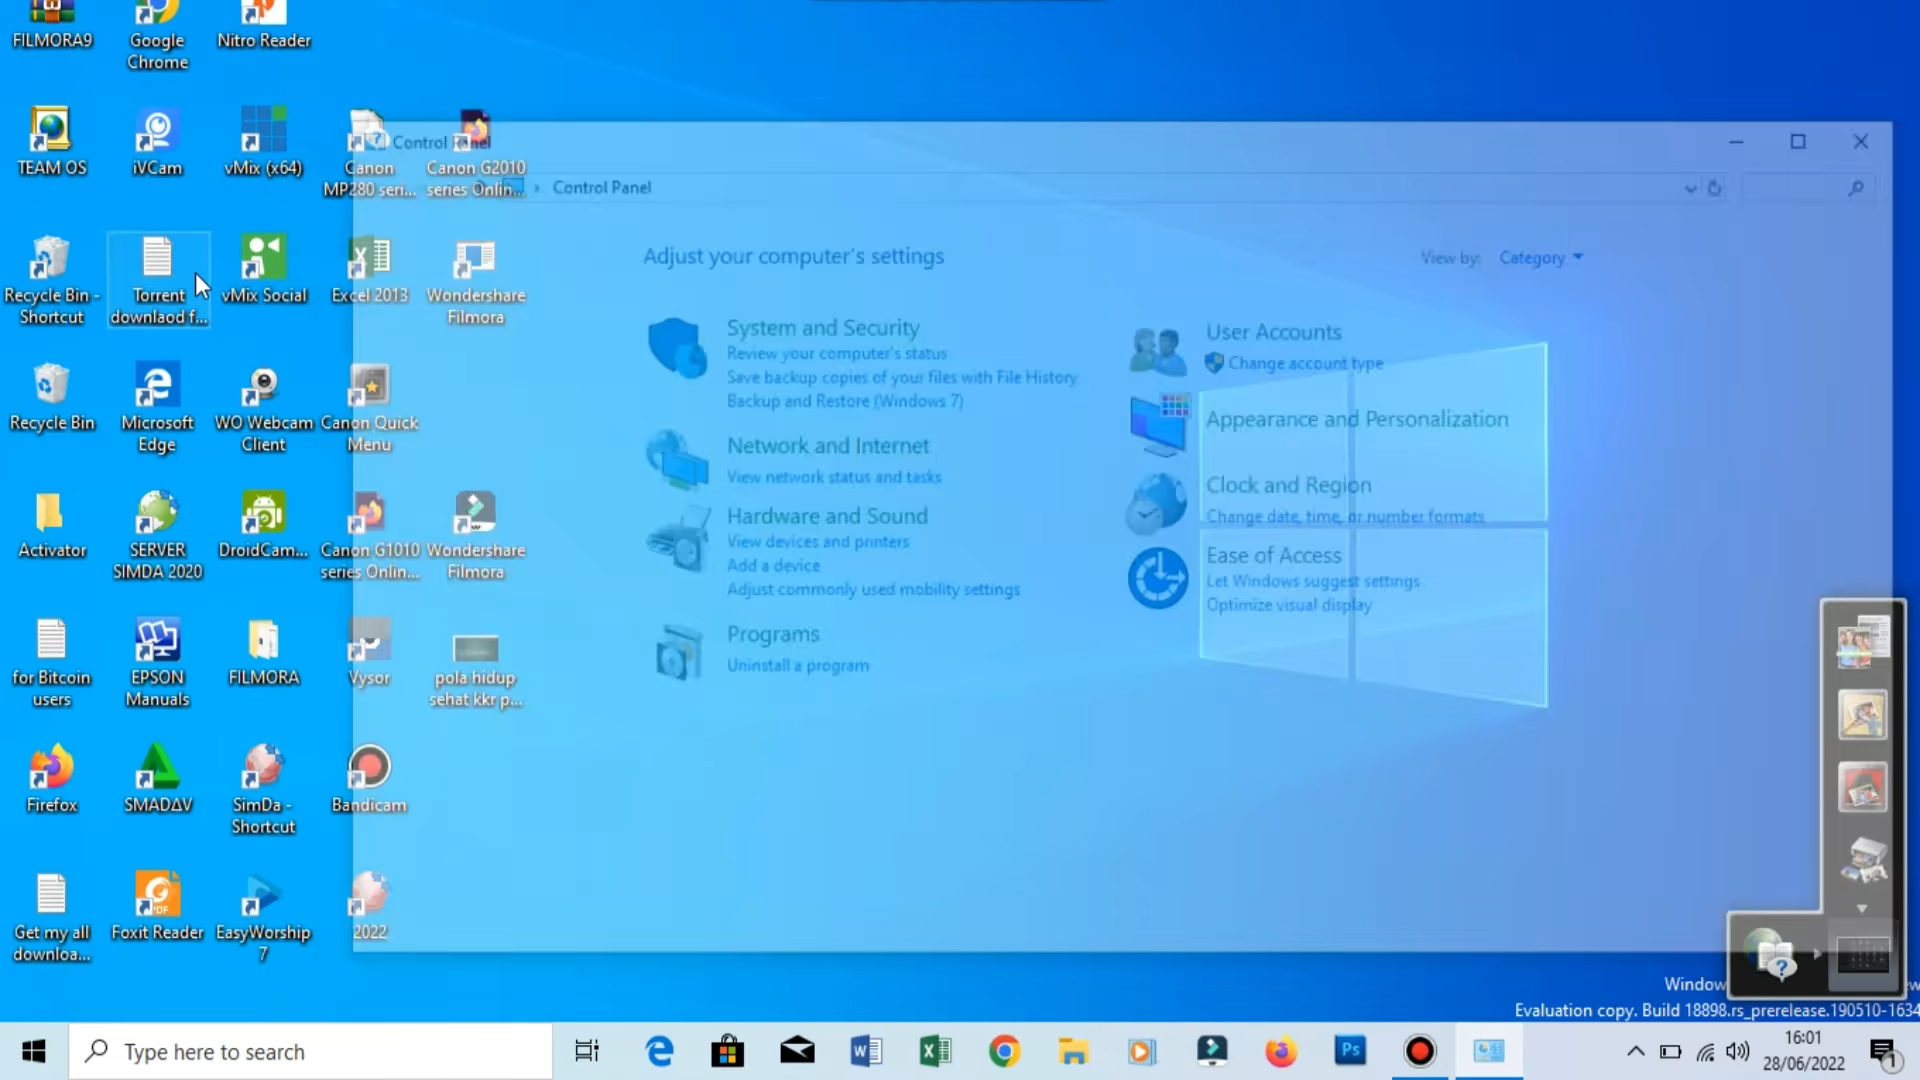 FILMORA9
Google
Chrome
Nitro Reader
TEAM OS
iVCam
vMix (x64)
Canon
MP280 seri...
Canon G2010
series Onlin...
Recycle Bin -
Shortcut
Torrent
downlaod f...
vMix Social
Excel 2013
Wondershare
Filmora
Recycle Bin
Microsoft
Edge
WO Webcam
Client
Canon Quick
Menu
Activator
SERVER
SIMDA 2020
DroidCam...
Canon G1010
series Onlin...
Wondershare
Filmora
for Bitcoin
users
EPSON
Manuals
FILMORA
Vysor
pola hidup
sehat kkr p...
Firefox
SMADΔV
SimDa -
Shortcut
Bandicam
Get my all
downloa...
Foxit Reader
EasyWorship
7
2022
Control Panel
Control Panel
Adjust your computer's settings
View by: Category
System and Security
Review your computer's status
Save backup copies of your files with File History
Backup and Restore (Windows 7)
Network and Internet
View network status and tasks
Hardware and Sound
View devices and printers
Add a device
Adjust commonly used mobility settings
Programs
Uninstall a program
User Accounts
Change account type
Appearance and Personalization
Clock and Region
Change date, time, or number formats
Ease of Access
Let Windows suggest settings
Optimize visual display
Window
Evaluation copy. Build 18898.rs_prerelease.190510-1634
Type here to search
Ps
16:01
28/06/2022
1